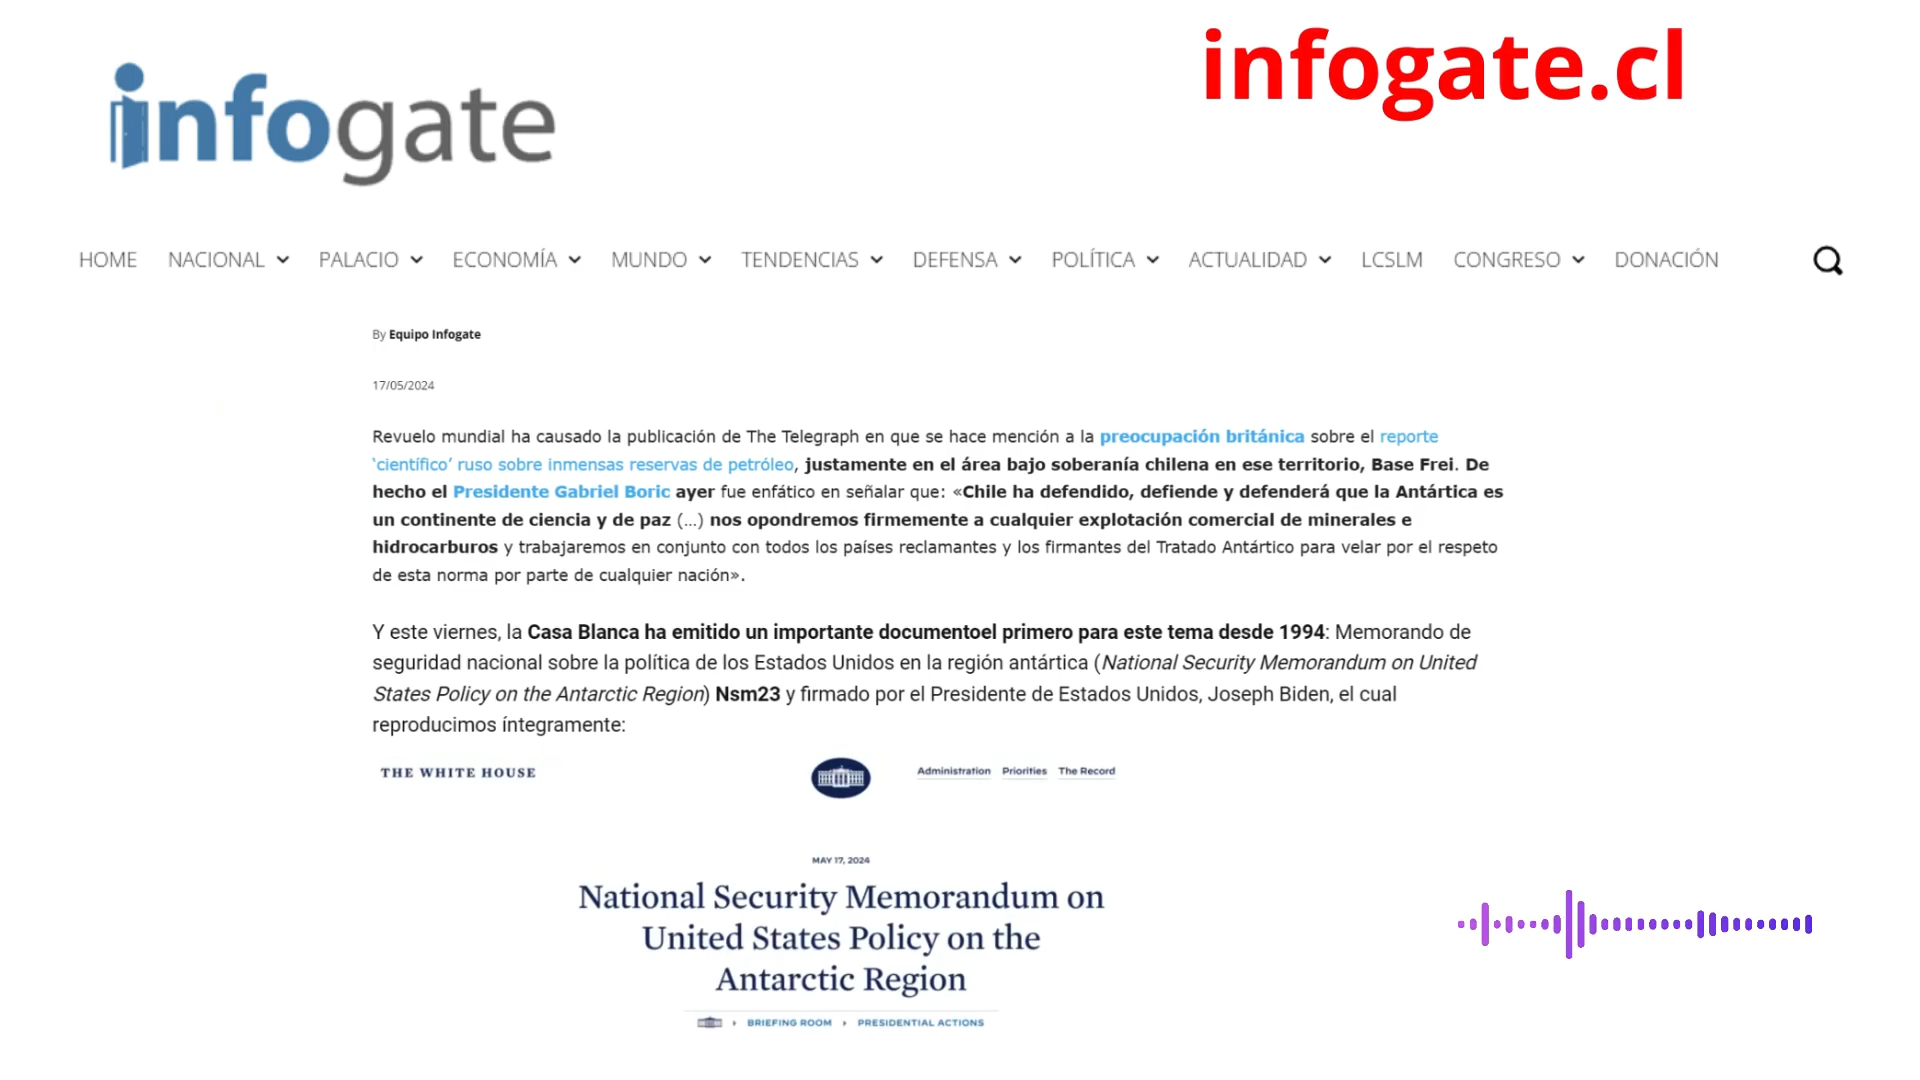 infogate.cl
infogate
HOME NACIONAL PALACIO ECONOMÍA MUNDO TENDENCIAS DEFENSA POLÍTICA ACTUALIDAD LCSLM CONGRESO DONACIÓN
By Equipo Infogate
17/05/2024
Revuelo mundial ha causado la publicación de The Telegraph en que se hace mención a la preocupación británica sobre el reporte
‘científico’ ruso sobre inmensas reservas de petróleo, justamente en el área bajo soberanía chilena en ese territorio, Base Frei. De
hecho el Presidente Gabriel Boric ayer fue enfático en señalar que: «Chile ha defendido, defiende y defenderá que la Antártica es
un continente de ciencia y de paz (…) nos opondremos firmemente a cualquier explotación comercial de minerales e
hidrocarburos y trabajaremos en conjunto con todos los países reclamantes y los firmantes del Tratado Antártico para velar por el respeto
de esta norma por parte de cualquier nación».
Y este viernes, la Casa Blanca ha emitido un importante documentoel primero para este tema desde 1994: Memorando de
seguridad nacional sobre la política de los Estados Unidos en la región antártica (National Security Memorandum on United
States Policy on the Antarctic Region) Nsm23 y firmado por el Presidente de Estados Unidos, Joseph Biden, el cual
reproducimos íntegramente:
THE WHITE HOUSE
Administration Priorities The Record
MAY 17, 2024
National Security Memorandum on
United States Policy on the
Antarctic Region
BRIEFING ROOM › PRESIDENTIAL ACTIONS